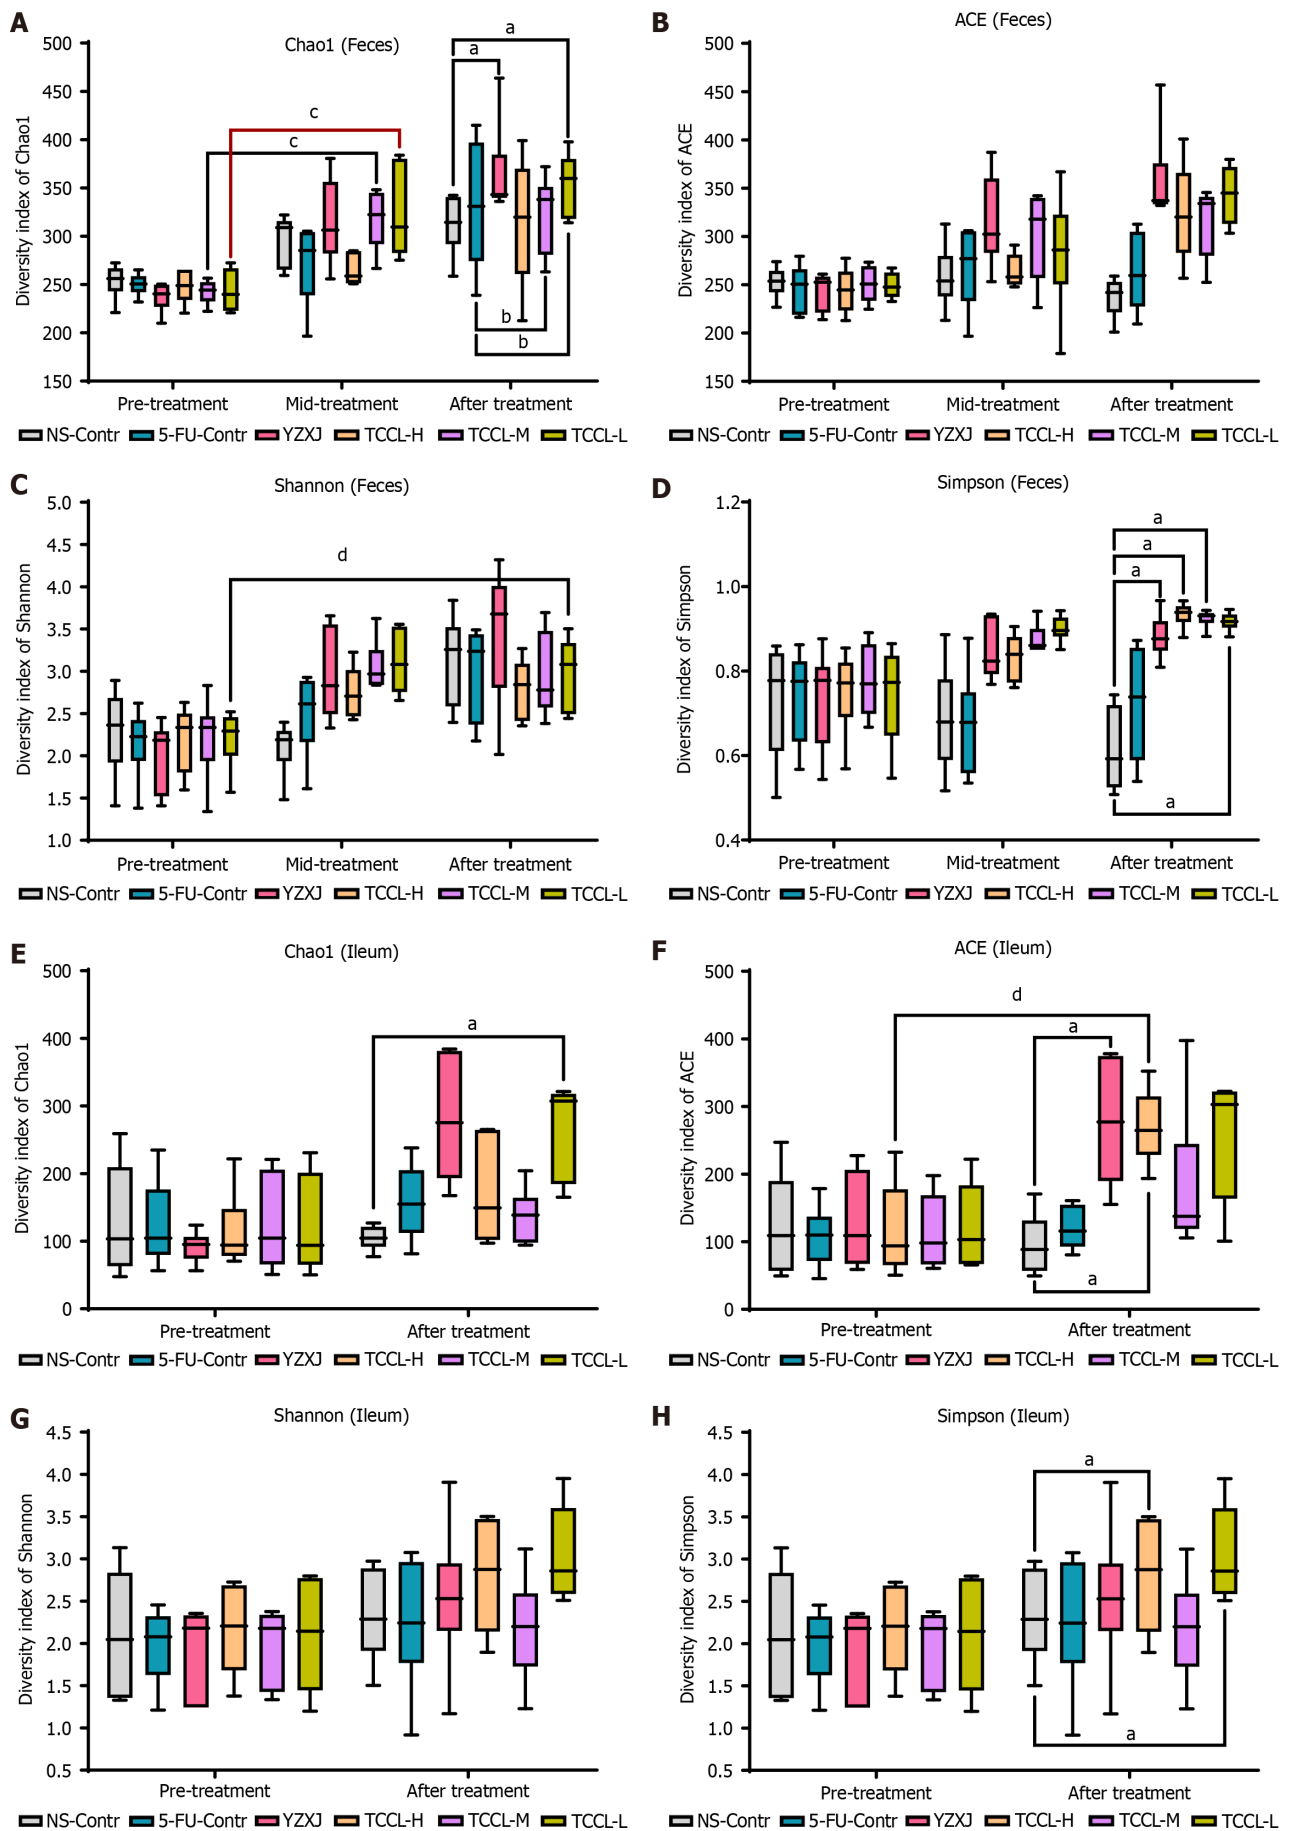 A
Chao1 (Feces)
Diversity index of Chao1
500
450
400
350
300
250
200
150
a
a
c
c
b
b
Pre-treatment Mid-treatment After treatment
NS-Contr 5-FU-Contr YZXJ TCCL-H TCCL-M TCCL-L
B
ACE (Feces)
Diversity index of ACE
500
450
400
350
300
250
200
150
Pre-treatment Mid-treatment After treatment
NS-Contr 5-FU-Contr YZXJ TCCL-H TCCL-M TCCL-L
C
Shannon (Feces)
Diversity index of Shannon
5.0
4.5
4.0
3.5
3.0
2.5
2.0
1.5
1.0
d
Pre-treatment Mid-treatment After treatment
NS-Contr 5-FU-Contr YZXJ TCCL-H TCCL-M TCCL-L
D
Simpson (Feces)
Diversity index of Simpson
1.2
1.0
0.8
0.6
0.4
a
a
a
a
Pre-treatment Mid-treatment After treatment
NS-Contr 5-FU-Contr YZXJ TCCL-H TCCL-M TCCL-L
E
Chao1 (Ileum)
Diversity index of Chao1
500
400
300
200
100
0
a
Pre-treatment After treatment
NS-Contr 5-FU-Contr YZXJ TCCL-H TCCL-M TCCL-L
F
ACE (Ileum)
Diversity index of ACE
500
400
300
200
100
0
d
a
a
Pre-treatment After treatment
NS-Contr 5-FU-Contr YZXJ TCCL-H TCCL-M TCCL-L
G
Shannon (Ileum)
Diversity index of Shannon
4.5
4.0
3.5
3.0
2.5
2.0
1.5
1.0
0.5
Pre-treatment After treatment
NS-Contr 5-FU-Contr YZXJ TCCL-H TCCL-M TCCL-L
H
Simpson (Ileum)
Diversity index of Simpson
4.5
4.0
3.5
3.0
2.5
2.0
1.5
1.0
0.5
a
a
Pre-treatment After treatment
NS-Contr 5-FU-Contr YZXJ TCCL-H TCCL-M TCCL-L